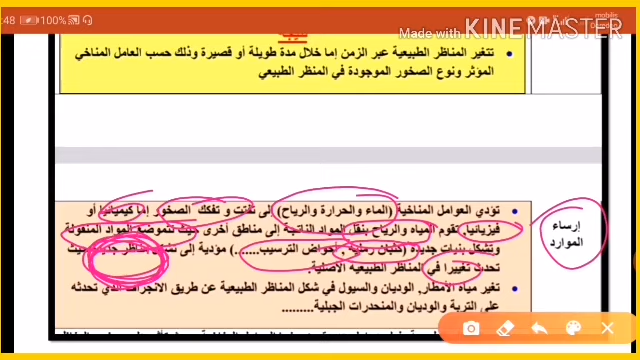 :48
100%
mobilis
Made with KINEMASTER
تتغير المناظر الطبيعية عبر الزمن إما خلال مدة طويلة أو قصيرة وذلك حسب العامل المناخي
المؤثر ونوع الصخور الموجودة في المنظر الطبيعي
إرساء
الموارد
تؤدي العوامل المناخية (الماء والحرارة والرياح) إلى تفتت و تفكك الصخور إما كيميائيا أو
فيزيائيا. تقوم المياه والرياح بنقل المواد الناتجة إلى مناطق أخرى حيث تتموضع المواد المنقولة
وتشكل بنيات جديدة (كثبان رملية، أحواض الترسيب......) مؤدية إلى مناظر جديدة حيث
تحدث تغييرا في المناظر الطبيعية الأصلية.
تغير مياه الأمطار، الوديان والسيول في شكل المناظر الطبيعية عن طريق الانجراف الذي تحدثه
على التربة والوديان والمنحدرات الجبلية.........